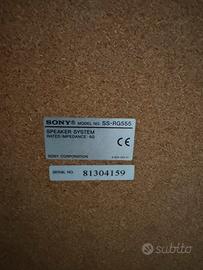 SONY® MODEL NO. SS-RG555
SPEAKER SYSTEM
RATED IMPEDANCE 6Ω
CE
SONY CORPORATION
SERIAL NO. 81304159
subito